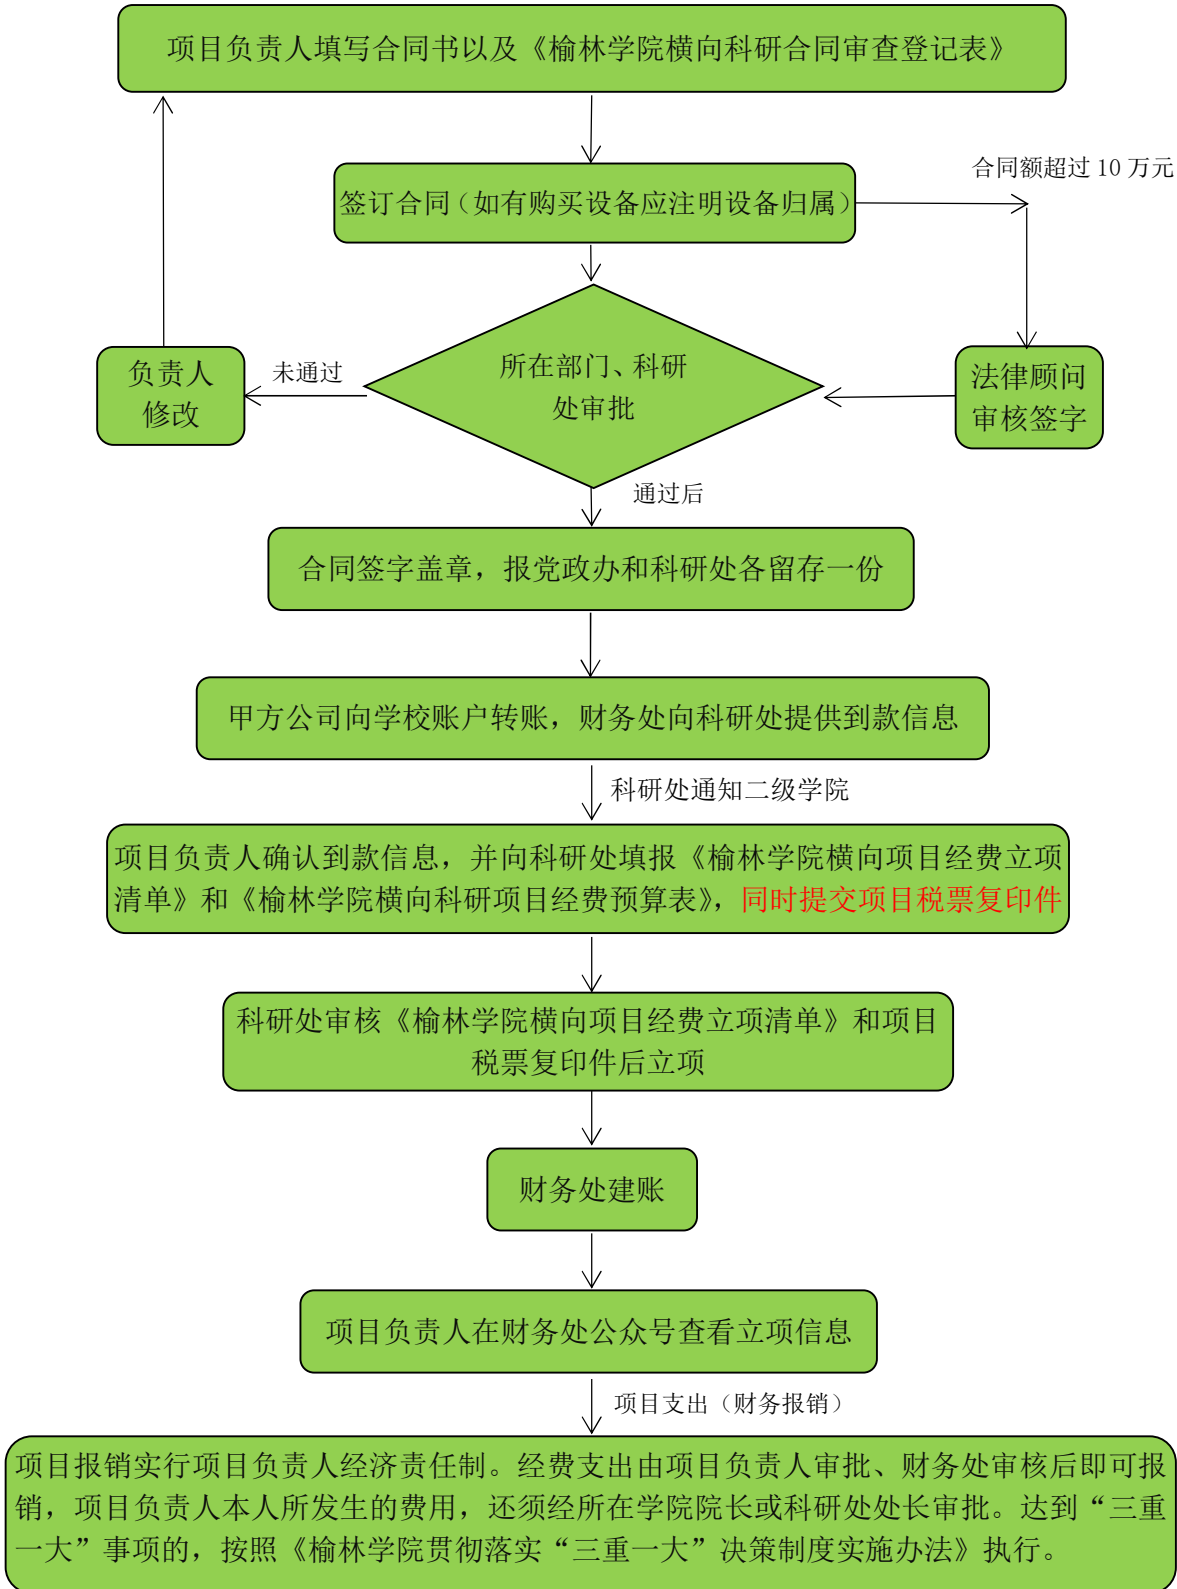 项目负责人填写合同书以及《榆林学院横向科研合同审查登记表》
合同额超过 10 万元
签订合同（如有购买设备应注明设备归属）
负责人
修改
未通过
所在部门、科研
处审批
法律顾问
审核签字
通过后
合同签字盖章，报党政办和科研处各留存一份
甲方公司向学校账户转账，财务处向科研处提供到款信息
科研处通知二级学院
项目负责人确认到款信息，并向科研处填报《榆林学院横向项目经费立项
清单》和《榆林学院横向科研项目经费预算表》，同时提交项目税票复印件
科研处审核《榆林学院横向项目经费立项清单》和项目
税票复印件后立项
财务处建账
项目负责人在财务处公众号查看立项信息
项目支出（财务报销）
项目报销实行项目负责人经济责任制。经费支出由项目负责人审批、财务处审核后即可报
销，项目负责人本人所发生的费用，还须经所在学院院长或科研处处长审批。达到“三重
一大”事项的，按照《榆林学院贯彻落实“三重一大”决策制度实施办法》执行。